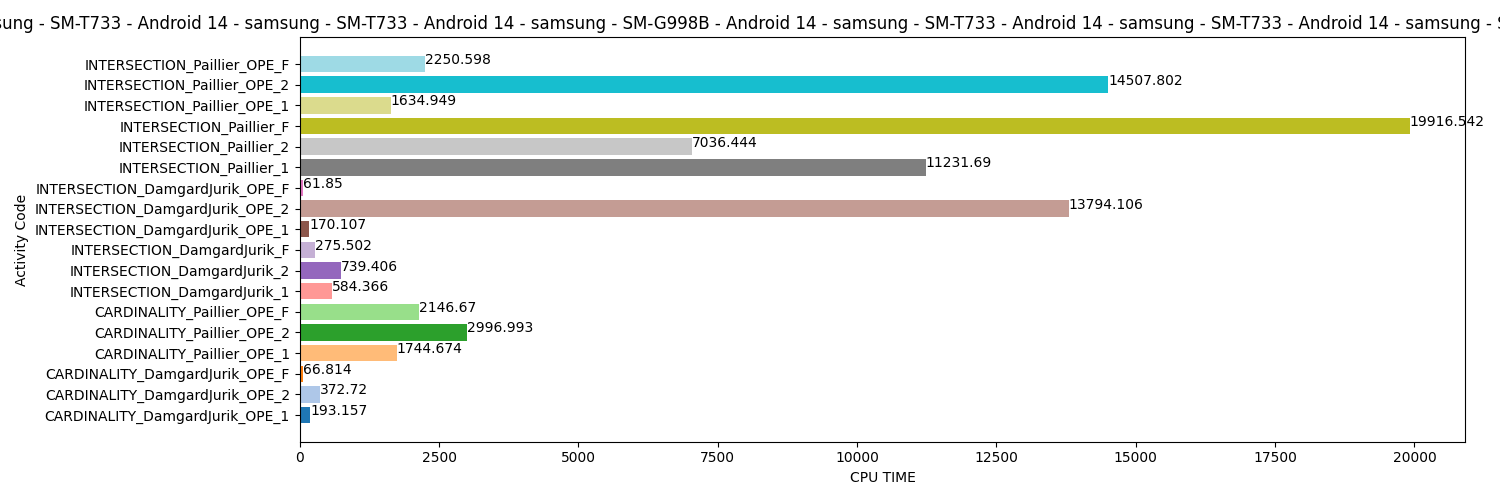 - SM-T733 - Android 14 - samsung - SM-T733 - Android 14 - samsung - SM-G998B - Android 14 - samsung - SM-T733 - Android 14 - samsung - SM-T733 - Android 14 - samsung -
INTERSECTION_Paillier_OPE_F 2250.598
INTERSECTION_Paillier_OPE_2 14507.802
INTERSECTION_Paillier_OPE_1 1634.949
INTERSECTION_Paillier_F 19916.542
INTERSECTION_Paillier_2 7036.444
INTERSECTION_Paillier_1 11231.69
INTERSECTION_DamgardJurik_OPE_F 61.85
INTERSECTION_DamgardJurik_OPE_2 13794.106
INTERSECTION_DamgardJurik_OPE_1 170.107
INTERSECTION_DamgardJurik_F 275.502
INTERSECTION_DamgardJurik_2 739.406
INTERSECTION_DamgardJurik_1 584.366
CARDINALITY_Paillier_OPE_F 2146.67
CARDINALITY_Paillier_OPE_2 2996.993
CARDINALITY_Paillier_OPE_1 1744.674
CARDINALITY_DamgardJurik_OPE_F 66.814
CARDINALITY_DamgardJurik_OPE_2 372.72
CARDINALITY_DamgardJurik_OPE_1 193.157
Activity Code
0 2500 5000 7500 10000 12500 15000 17500 20000
CPU TIME